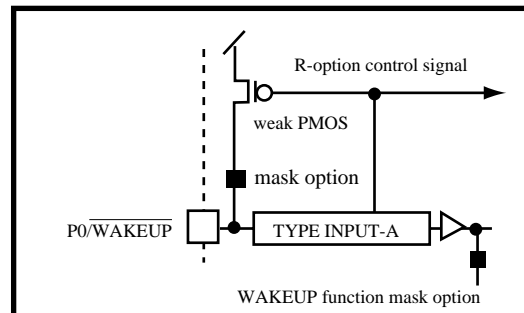 R-option control signal
weak PMOS
mask option
P0/WAKEUP
TYPE INPUT-A
WAKEUP function mask option